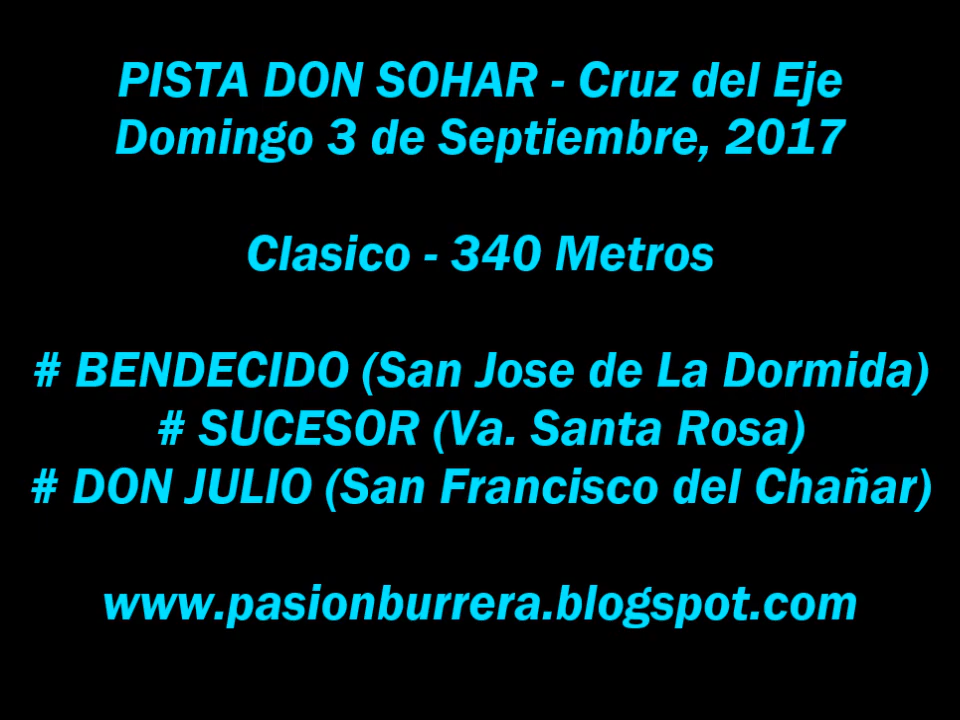 PISTA DON SOHAR - Cruz del Eje
Domingo 3 de Septiembre, 2017
Clasico - 340 Metros
# BENDECIDO (San Jose de La Dormida)
# SUCESOR (Va. Santa Rosa)
# DON JULIO (San Francisco del Chañar)
www.pasionburrera.blogspot.com